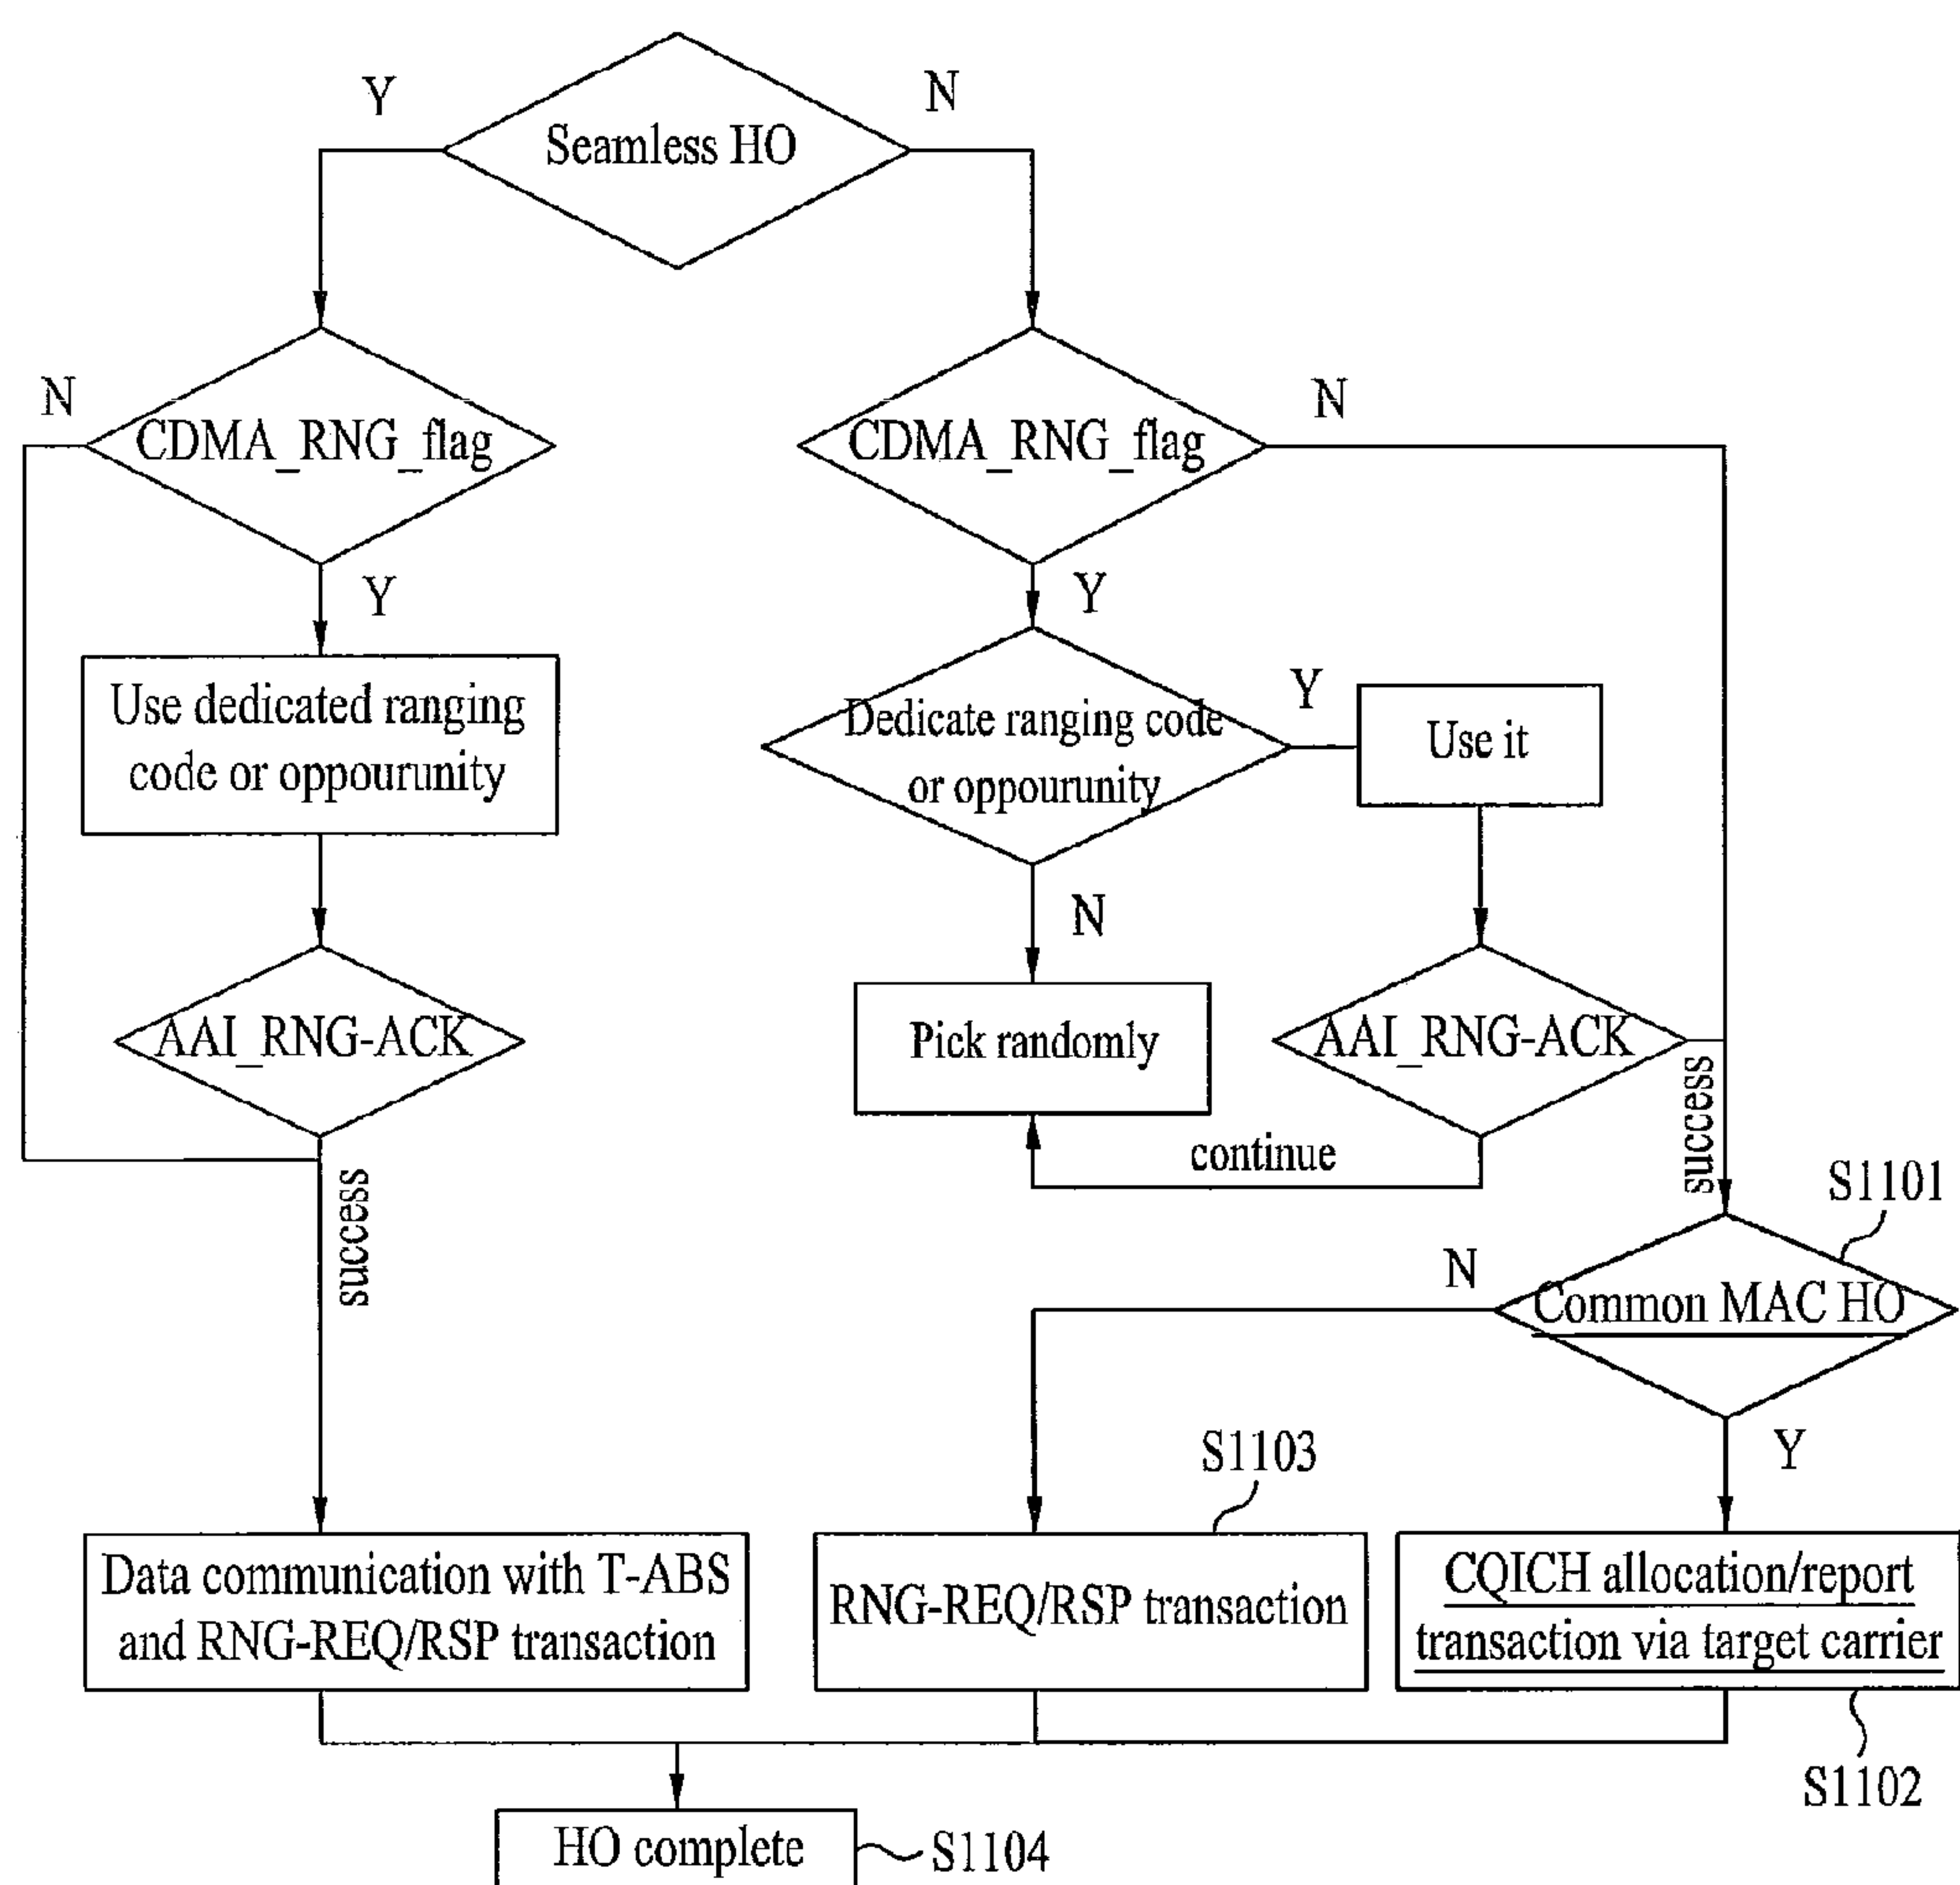 Y
N
Seamless HO
N
CDMA_RNG_flag
CDMA_RNG_flag
N
Y
Y
Use dedicated ranging
code or oppourunity
Dedicate ranging code
or oppourunity
Y
Use it
N
AAI_RNG-ACK
Pick randomly
AAI_RNG-ACK
continue
success
success
S1101
N
Common MAC HO
Y
S1103
Data communication with T-ABS
and RNG-REQ/RSP transaction
RNG-REQ/RSP transaction
CQICH allocation/report
transaction via target carrier
S1102
HO complete
S1104